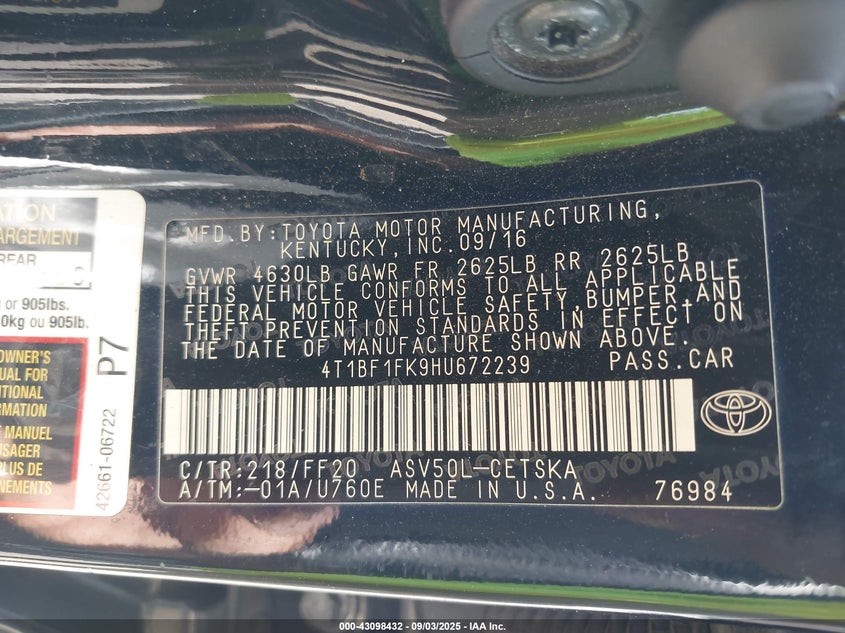 ATION
ARGEMENT
REAR
or 905lbs.
0kg ou 905lb.
OWNER'S
UAL FOR
ITIONAL
RMATION
E MANUEL
USAGER
PLUS DE
P7
42661-06722
MFD.BY:TOYOTA MOTOR MANUFACTURING,
KENTUCKY,INC.09/16
GVWR 4630LB GAWR FR 2625LB RR 2625LB
THIS VEHICLE CONFORMS TO ALL APPLICABLE
FEDERAL MOTOR VEHICLE SAFETY,BUMPER,AND
THEFT PREVENTION STANDARDS IN EFFECT ON
THE DATE OF MANUFACTURE SHOWN ABOVE.
4T1BF1FK9HU672239 PASS.CAR
C/TR:218/FF20 ASV50L-CETSKA
A/TM:-01A/U760E MADE IN U.S.A. 76984
000-43098432 - 09/03/2025 - IAA Inc.